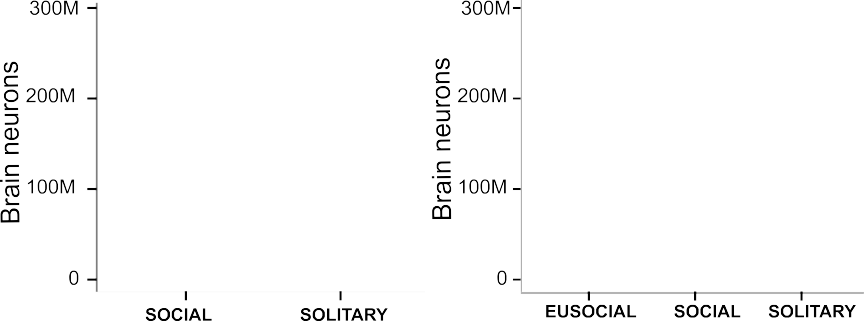 300M
200M
100M
0
Brain neurons
SOCIAL SOLITARY
300M
200M
100M
0
Brain neurons
EUSOCIAL SOCIAL SOLITARY